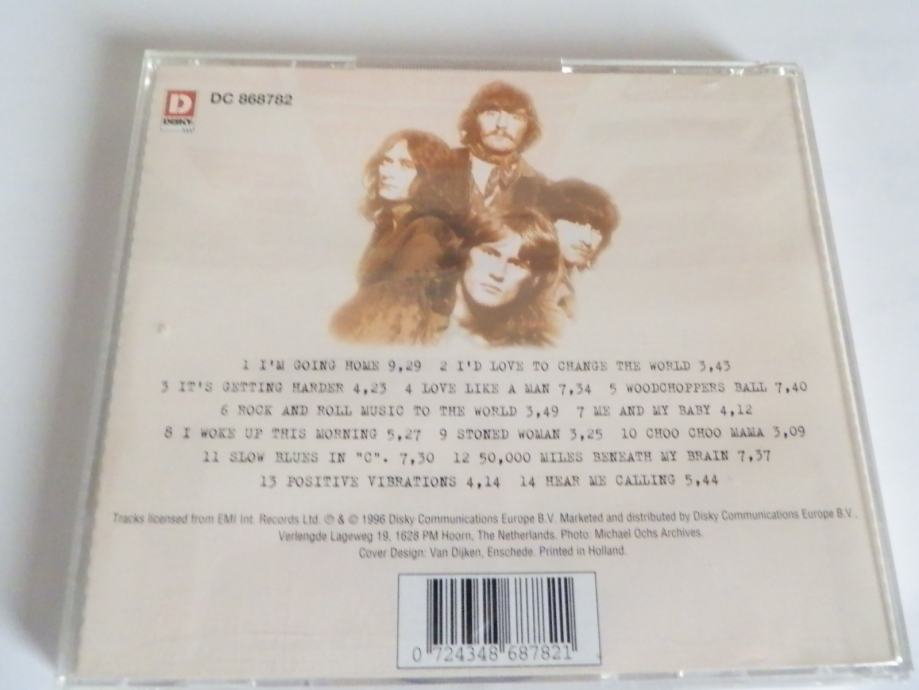 D
DISKY
DC 868782
1 I'M GOING HOME 9,29 2 I'D LOVE TO CHANGE THE WORLD 3,43
3 IT'S GETTING HARDER 4,23 4 LOVE LIKE A MAN 7,34 5 WOODCHOPPERS BALL 7,40
6 ROCK AND ROLL MUSIC TO THE WORLD 3,49 7 ME AND MY BABY 4,12
8 I WOKE UP THIS MORNING 5,27 9 STONED WOMAN 3,25 10 CHOO CHOO MAMA 3,09
11 SLOW BLUES IN "C". 7,30 12 50,000 MILES BENEATH MY BRAIN 7,37
13 POSITIVE VIBRATIONS 4,14 14 HEAR ME CALLING 5,44
Tracks licensed from EMI Int. Records Ltd. ℗ & © 1996 Disky Communications Europe B.V. Marketed and distributed by Disky Communications Europe B.V.,
Verlengde Lageweg 19, 1628 PM Hoorn, The Netherlands. Photo: Michael Ochs Archives.
Cover Design: Van Dijken, Enschede. Printed in Holland.
0 724348 687821